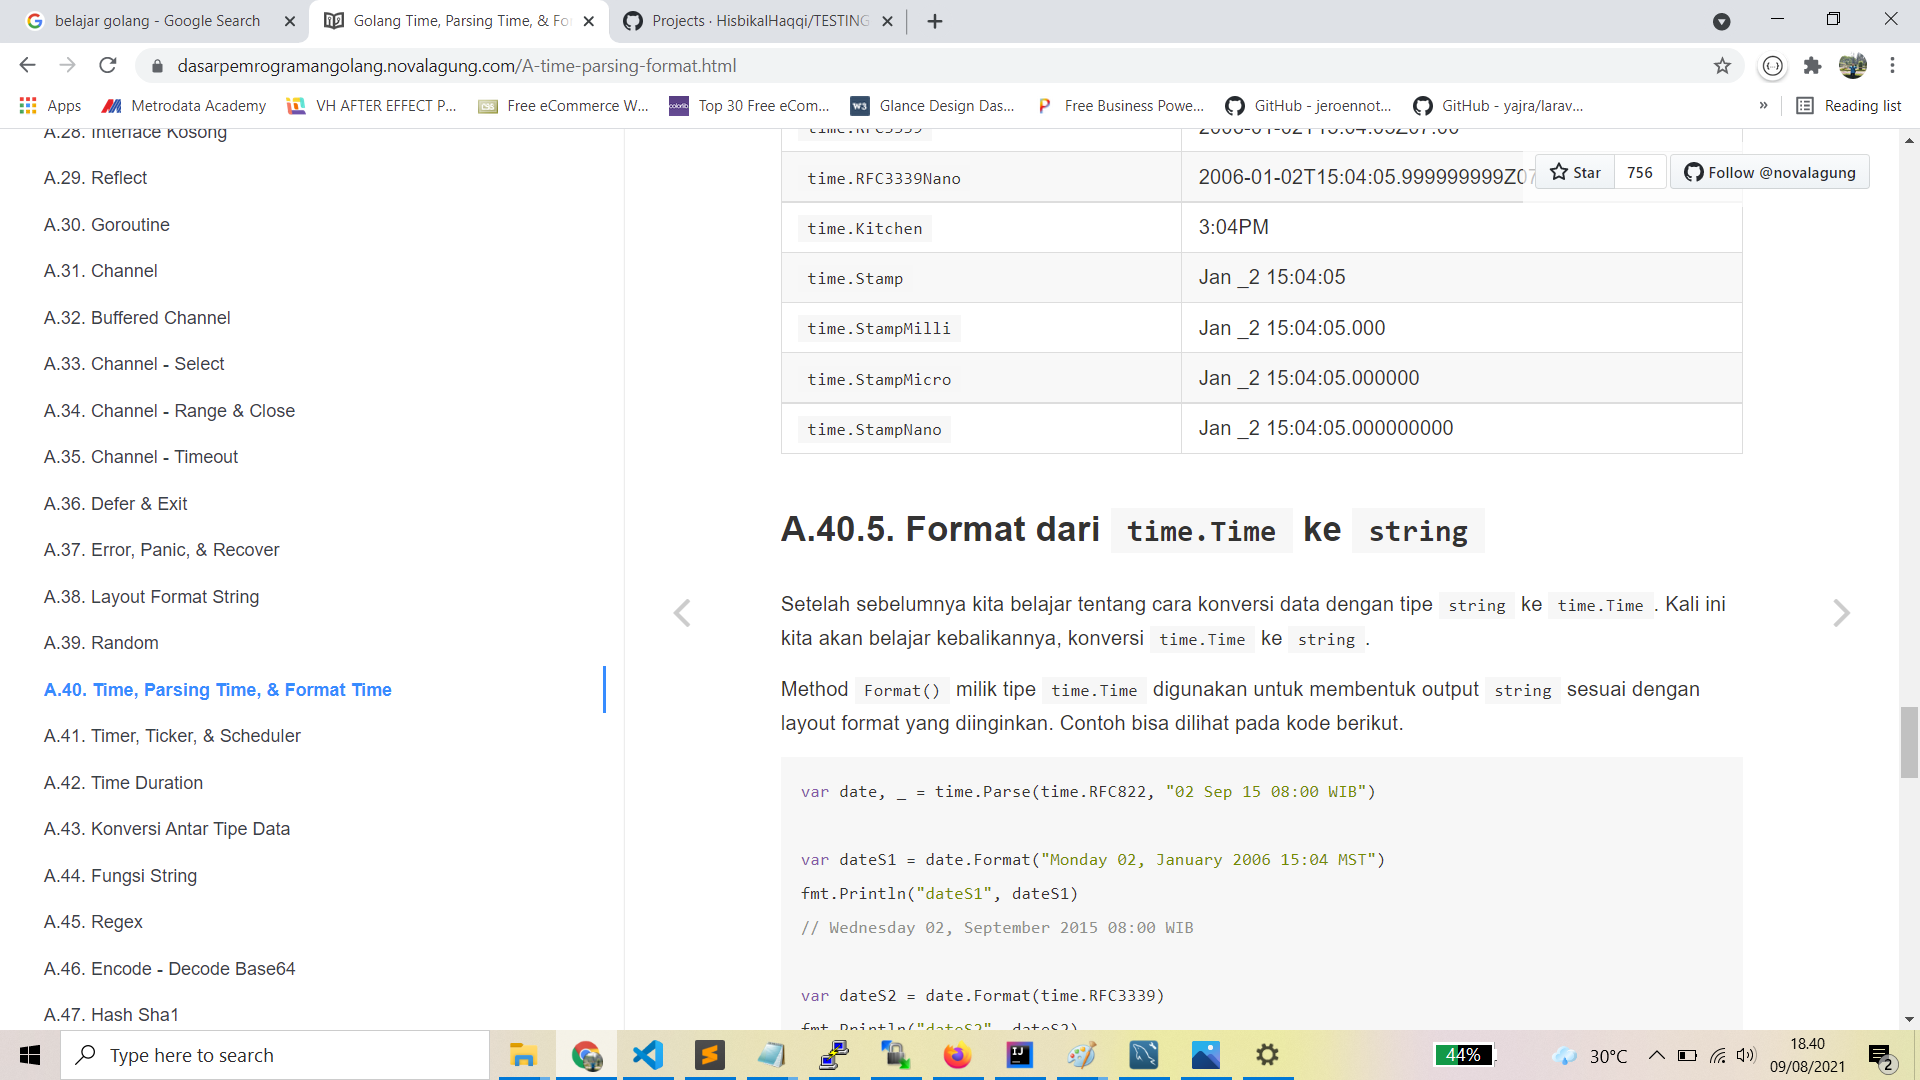 belajar golang - Google Search
Golang Time, Parsing Time, & Fo
Projects · HisbikalHaqqi/TESTING
dasarpemrogramangolang.novalagung.com/A-time-parsing-format.html
Apps
Metrodata Academy
VH AFTER EFFECT P...
Free eCommerce W...
Top 30 Free eCom...
Glance Design Das...
Free Business Powe...
GitHub - jeroennot...
GitHub - yajra/larav...
»
Reading list
A.28. Interface Kosong
A.29. Reflect
A.30. Goroutine
A.31. Channel
A.32. Buffered Channel
A.33. Channel - Select
A.34. Channel - Range & Close
A.35. Channel - Timeout
A.36. Defer & Exit
A.37. Error, Panic, & Recover
A.38. Layout Format String
A.39. Random
A.40. Time, Parsing Time, & Format Time
A.41. Timer, Ticker, & Scheduler
A.42. Time Duration
A.43. Konversi Antar Tipe Data
A.44. Fungsi String
A.45. Regex
A.46. Encode - Decode Base64
A.47. Hash Sha1
time.RFC3339 2006-01-02T15:04:05Z07:00
time.RFC3339Nano 2006-01-02T15:04:05.999999999Z07
Star 756
Follow @novalagung
time.Kitchen 3:04PM
time.Stamp Jan _2 15:04:05
time.StampMilli Jan _2 15:04:05.000
time.StampMicro Jan _2 15:04:05.000000
time.StampNano Jan _2 15:04:05.000000000
A.40.5. Format dari time.Time ke string
Setelah sebelumnya kita belajar tentang cara konversi data dengan tipe string ke time.Time . Kali ini
kita akan belajar kebalikannya, konversi time.Time ke string .
Method Format() milik tipe time.Time digunakan untuk membentuk output string sesuai dengan
layout format yang diinginkan. Contoh bisa dilihat pada kode berikut.
var date, _ = time.Parse(time.RFC822, "02 Sep 15 08:00 WIB")
var dateS1 = date.Format("Monday 02, January 2006 15:04 MST")
fmt.Println("dateS1", dateS1)
// Wednesday 02, September 2015 08:00 WIB
var dateS2 = date.Format(time.RFC3339)
fmt.Println("dateS2", dateS2)
Type here to search
44%
30°C
18.40
09/08/2021
2